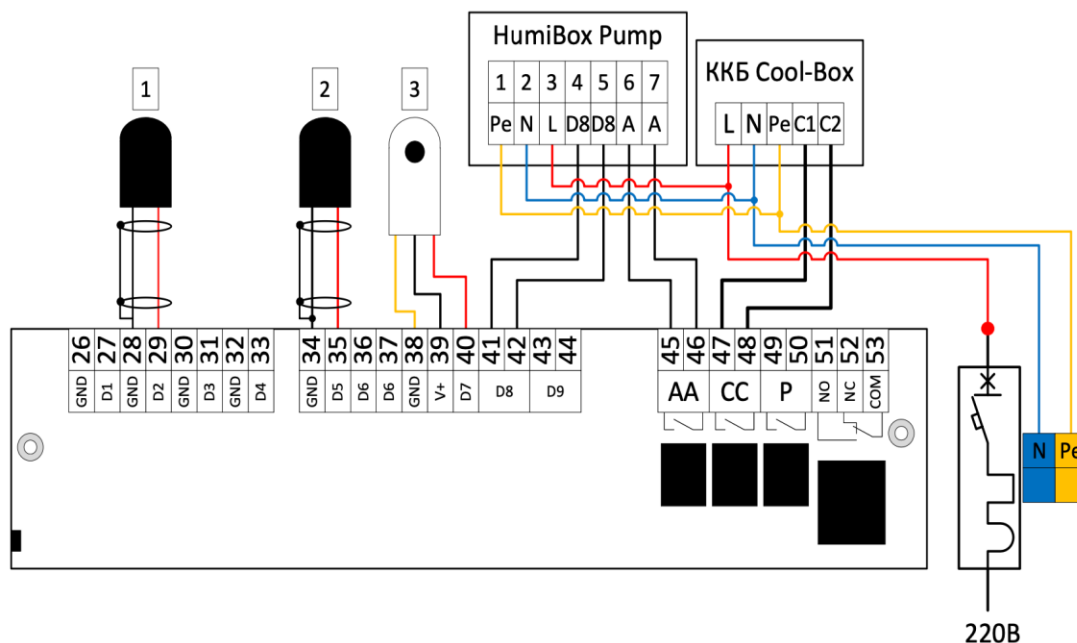 HumiBox Pump
ККБ Cool-Box
1
2
3
1 2 3 4 5 6 7
Pe N L D8 D8 A A
L N Pe C1 C2
26 27 28 29 30 31 32 33 34 35 36 37 38 39 40 41 42 43 44 45 46 47 48 49 50 51 52 53
GND D1 GND D2 GND D3 GND D4 GND D5 D6 D6 GND V+ D7 D8 D9 AA CC P NO NC COM
N Pe
220В